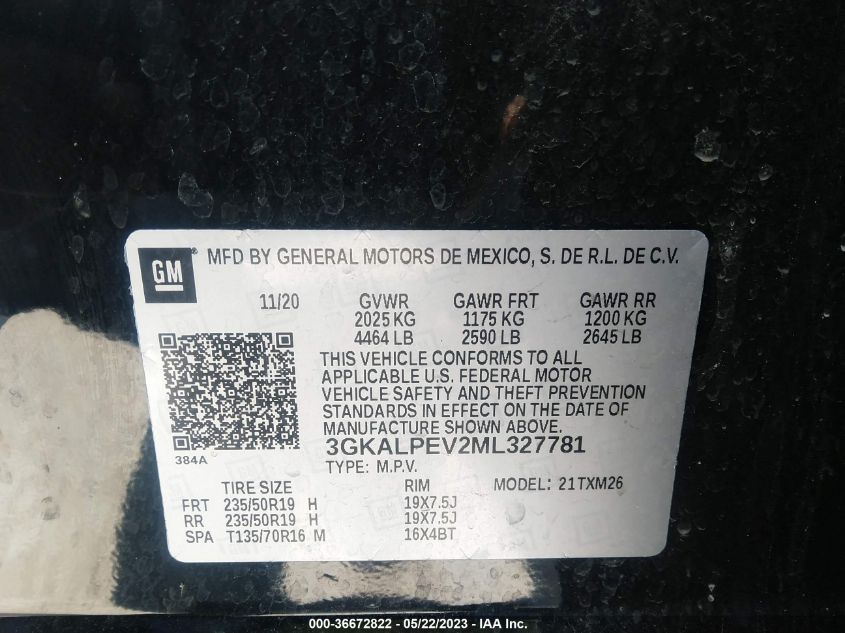 GM MFD BY GENERAL MOTORS DE MEXICO, S. DE R.L. DE C.V.
11/20 GVWR GAWR FRT GAWR RR
2025 KG 1175 KG 1200 KG
4464 LB 2590 LB 2645 LB
THIS VEHICLE CONFORMS TO ALL
APPLICABLE U.S. FEDERAL MOTOR
VEHICLE SAFETY AND THEFT PREVENTION
STANDARDS IN EFFECT ON THE DATE OF
MANUFACTURE SHOWN ABOVE.
384A
3GKALPEV2ML327781
TYPE: M.P.V.
TIRE SIZE RIM MODEL: 21TXM26
FRT 235/50R19 H 19X7.5J
RR 235/50R19 H 19X7.5J
SPA T135/70R16 M 16X4BT
000-36672822 - 05/22/2023 - IAA Inc.